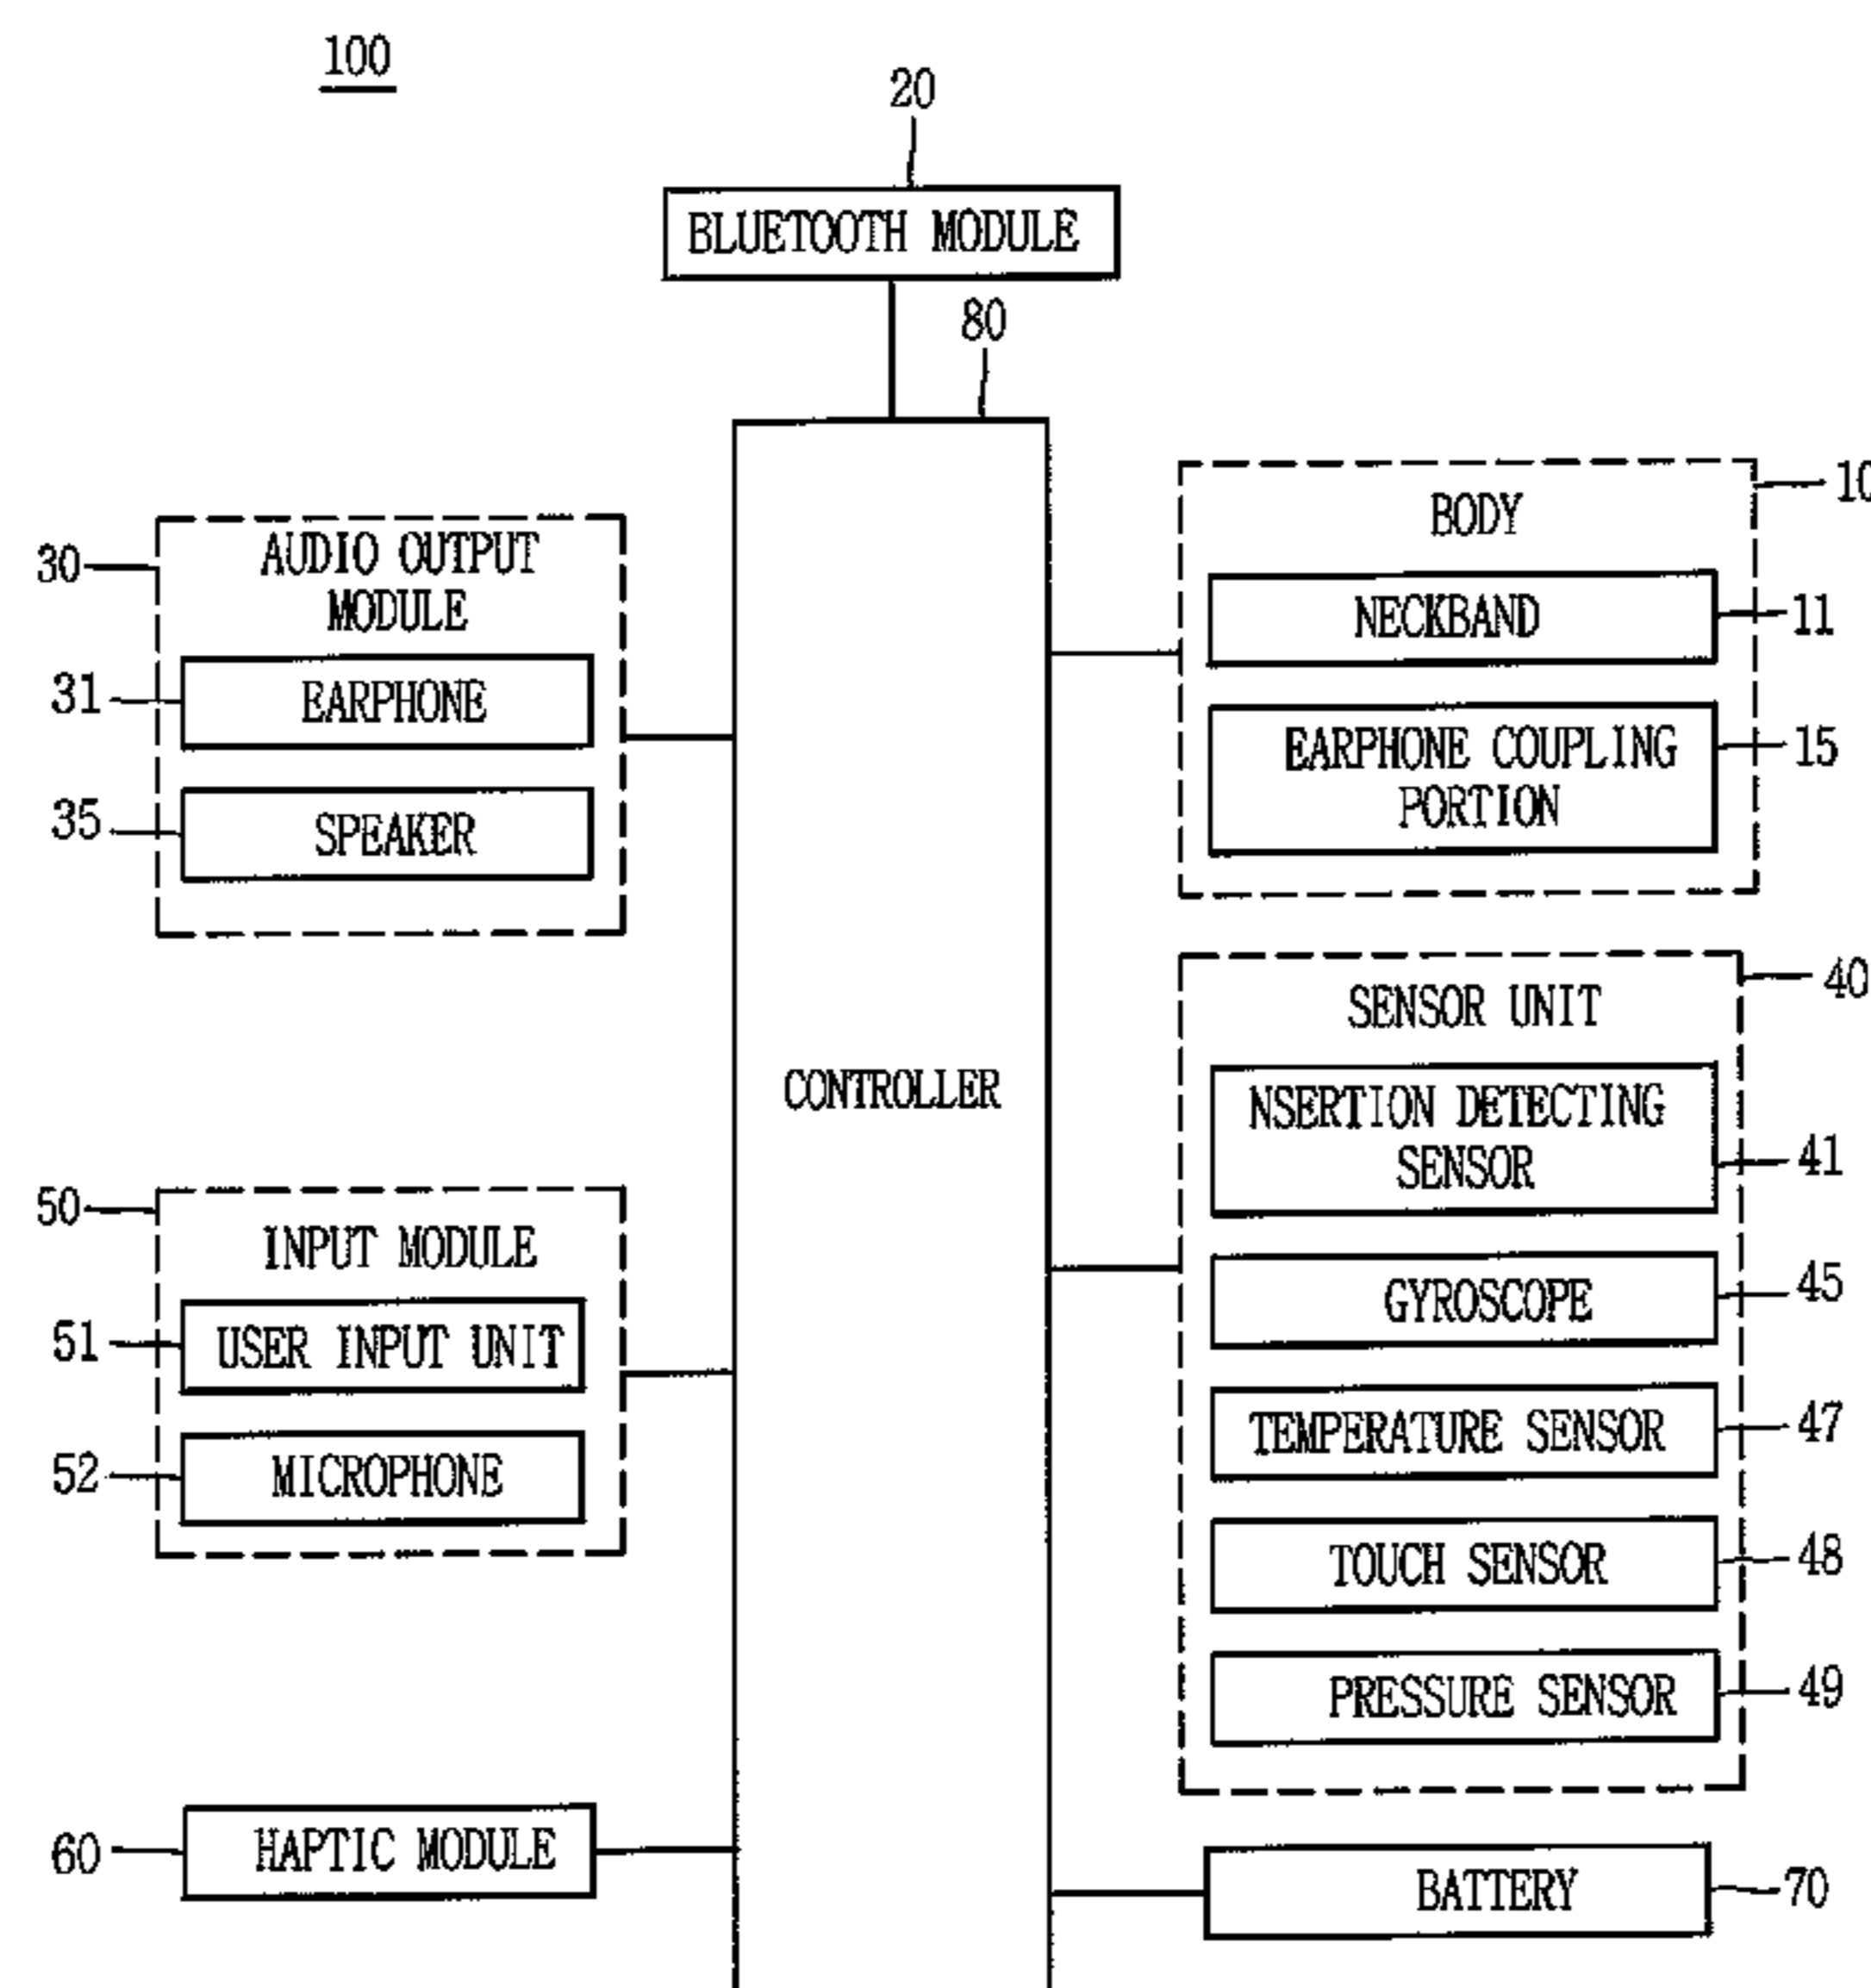 100
20
BLUETOOTH MODULE
80
10
BODY
NECKBAND
11
EARPHONE COUPLING
PORTION
15
30
AUDIO OUTPUT
MODULE
31
EARPHONE
35
SPEAKER
CONTROLLER
40
SENSOR UNIT
NSERTION DETECTING
SENSOR
41
GYROSCOPE
45
TEMPERATURE SENSOR
47
TOUCH SENSOR
48
PRESSURE SENSOR
49
50
INPUT MODULE
51
USER INPUT UNIT
52
MICROPHONE
60
HAPTIC MODULE
BATTERY
70